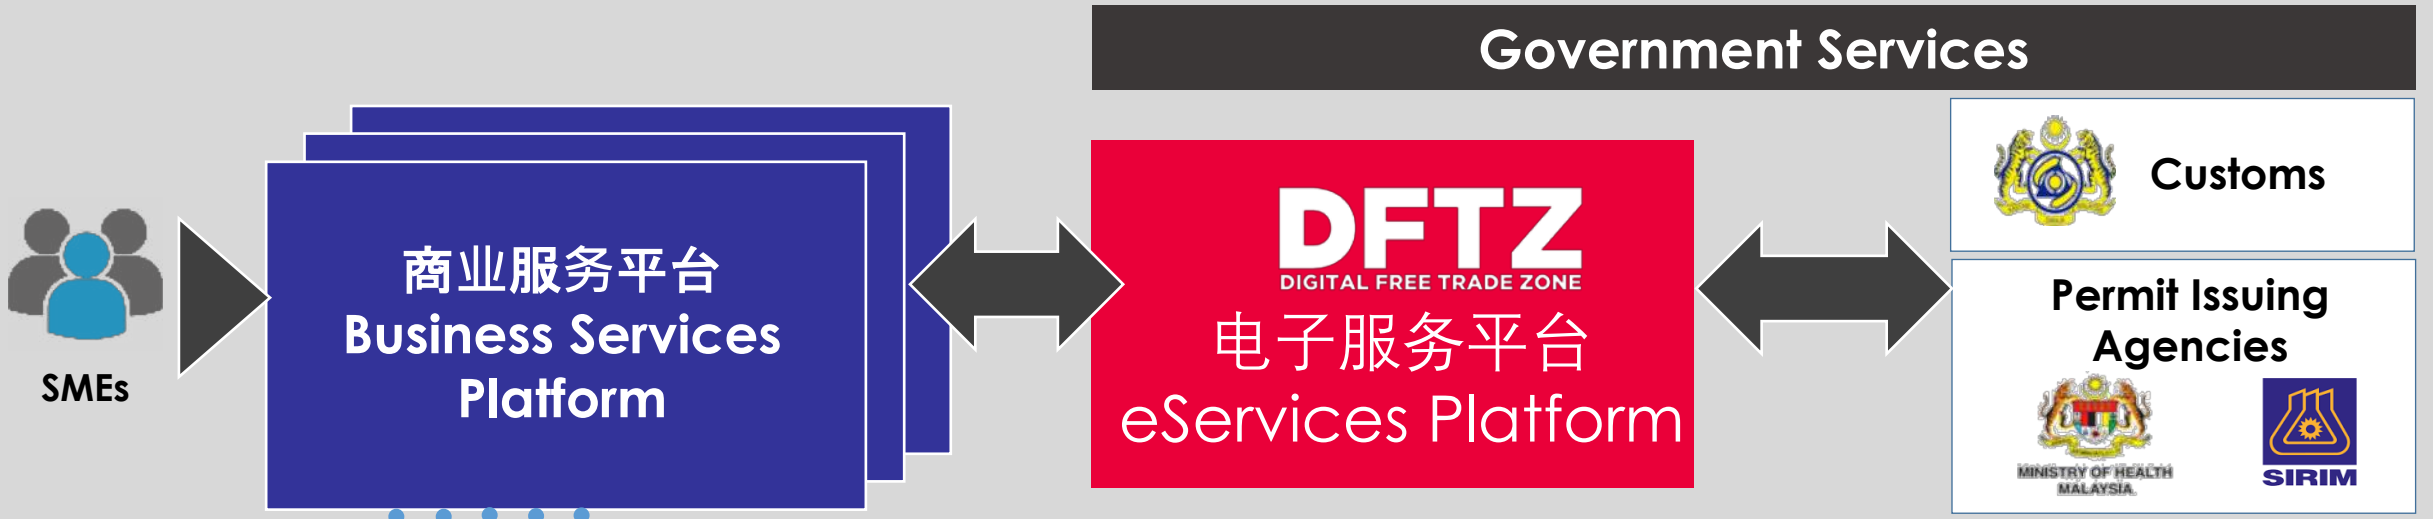 Government Services
SMEs
商业服务平台
Business Services
Platform
DFTZ
DIGITAL FREE TRADE ZONE
电子服务平台
eServices Platform
Customs
Permit Issuing
Agencies
MINISTRY OF HEALTH
MALAYSIA
SIRIM